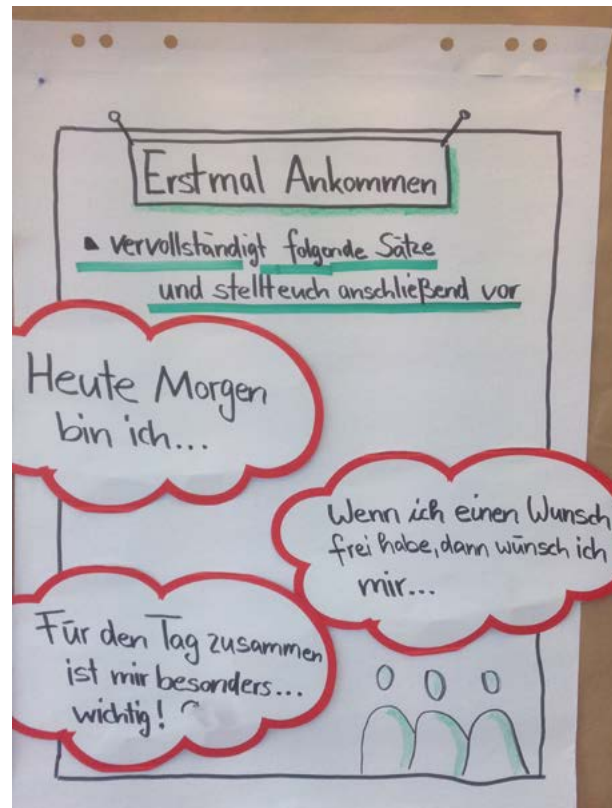 Erstmal Ankommen
vervollständigt folgende Sätze
und stellt euch anschließend vor
Heute Morgen
bin ich...
Wenn ich einen Wunsch
frei habe, dann wünsch ich
mir...
Für den Tag zusammen
ist mir besonders...
wichtig!